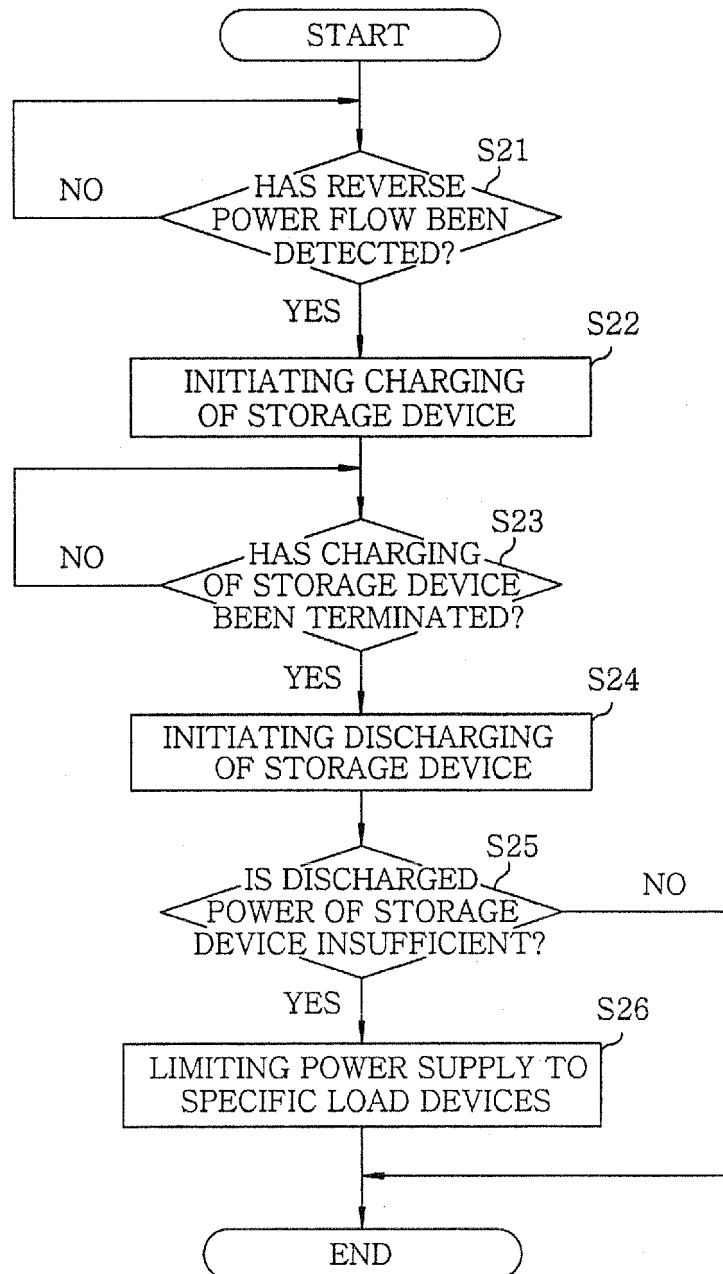 START
S21
HAS REVERSE
POWER FLOW BEEN
DETECTED?
NO
YES
S22
INITIATING CHARGING
OF STORAGE DEVICE
S23
HAS CHARGING
OF STORAGE DEVICE
BEEN TERMINATED?
NO
YES
S24
INITIATING DISCHARGING
OF STORAGE DEVICE
S25
IS DISCHARGED
POWER OF STORAGE
DEVICE INSUFFICIENT?
NO
YES
S26
LIMITING POWER SUPPLY TO
SPECIFIC LOAD DEVICES
END